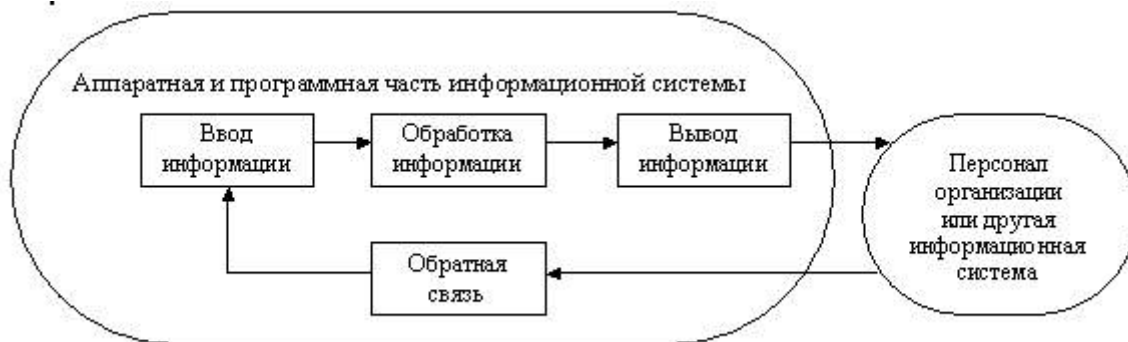 Аппаратная и программная часть информационной системы
Ввод
информации
Обработка
информации
Вывод
информации
Персонал
организации
или другая
информационная
система
Обратная
связь